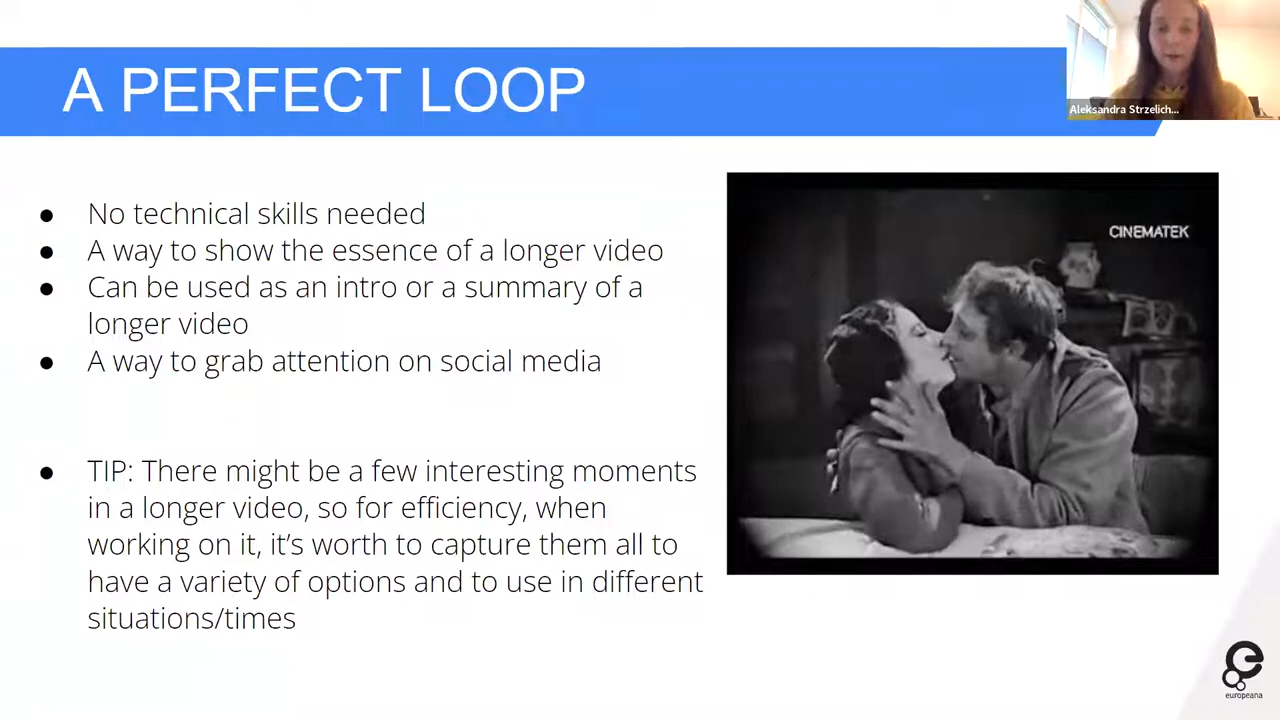 A PERFECT LOOP
Aleksandra Strzelich...
● No technical skills needed
● A way to show the essence of a longer video
● Can be used as an intro or a summary of a
longer video
● A way to grab attention on social media
● TIP: There might be a few interesting moments
in a longer video, so for efficiency, when
working on it, it’s worth to capture them all to
have a variety of options and to use in different
situations/times
CINEMATEK
europeana